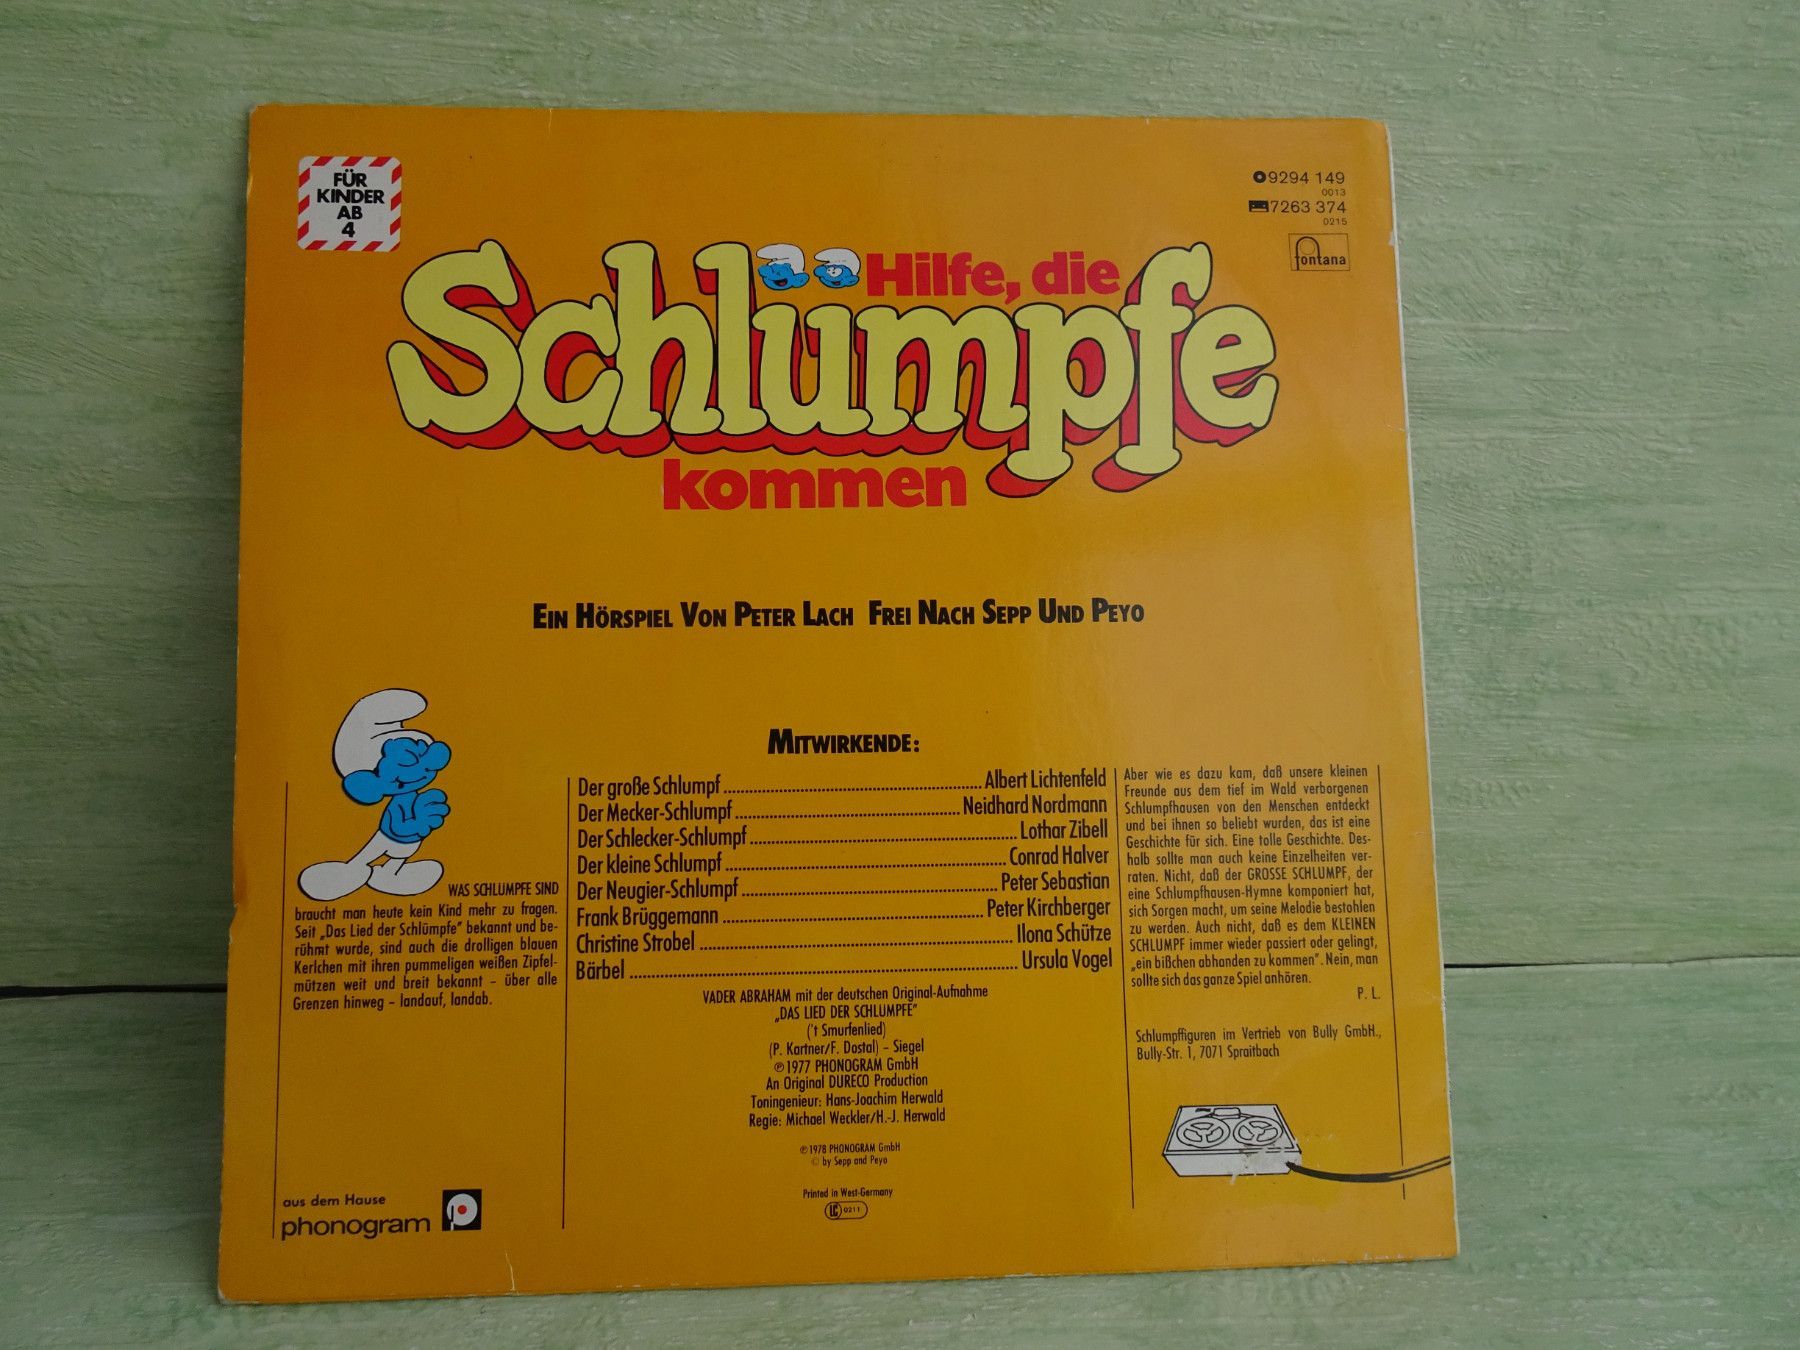 FÜR
KINDER
AB
4
9294 149
0013
7263 374
0215
fontana
Hilfe, die
Schlümpfe
kommen
EIN HÖRSPIEL VON PETER LACH FREI NACH SEPP UND PEYO
MITWIRKENDE:
Der große Schlumpf ... Albert Lichtenfeld
Der Mecker-Schlumpf ... Neidhard Nordmann
Der Schlecker-Schlumpf ... Lothar Zibell
Der kleine Schlumpf ... Conrad Halver
Der Neugier-Schlumpf ... Peter Sebastian
Frank Brüggemann ... Peter Kirchberger
Christine Strobel ... Ilona Schütze
Bärbel ... Ursula Vogel
WAS SCHLUMPFE SIND
braucht man heute kein Kind mehr zu fragen.
Seit „Das Lied der Schlümpfe" bekannt und be-
rühmt wurde, sind auch die drolligen blauen
Kerlchen mit ihren pummeligen weißen Zipfel-
mützen weit und breit bekannt – über alle
Grenzen hinweg – landauf, landab.
VADER ABRAHAM mit der deutschen Original-Aufnahme
„DAS LIED DER SCHLUMPFE"
('t Smurfenlied)
(P. Kartner/F. Dostal) – Siegel
℗1977 PHONOGRAM GmbH
An Original DURECO Production
Toningenieur: Hans-Joachim Herwald
Regie: Michael Weckler/H.-J. Herwald
℗1978 PHONOGRAM GmbH
© by Sepp and Peyo
Printed in West-Germany
LC 0211
Aber wie es dazu kam, daß unsere kleinen
Freunde aus dem tief im Wald verborgenen
Schlumpfhausen von den Menschen entdeckt
und bei ihnen so beliebt wurden, das ist eine
Geschichte für sich. Eine tolle Geschichte. Des-
halb sollte man auch keine Einzelheiten ver-
raten. Nicht, daß der GROSSE SCHLUMPF, der
eine Schlumpfhausen-Hymne komponiert hat,
sich Sorgen macht, um seine Melodie bestohlen
zu werden. Auch nicht, daß es dem KLEINEN
SCHLUMPF immer wieder passiert oder gelingt,
„ein bißchen abhanden zu kommen". Nein, man
sollte sich das ganze Spiel anhören.
P. L.
Schlumpffiguren im Vertrieb von Bully GmbH.,
Bully-Str. 1, 7071 Spraitbach
aus dem Hause
phonogram